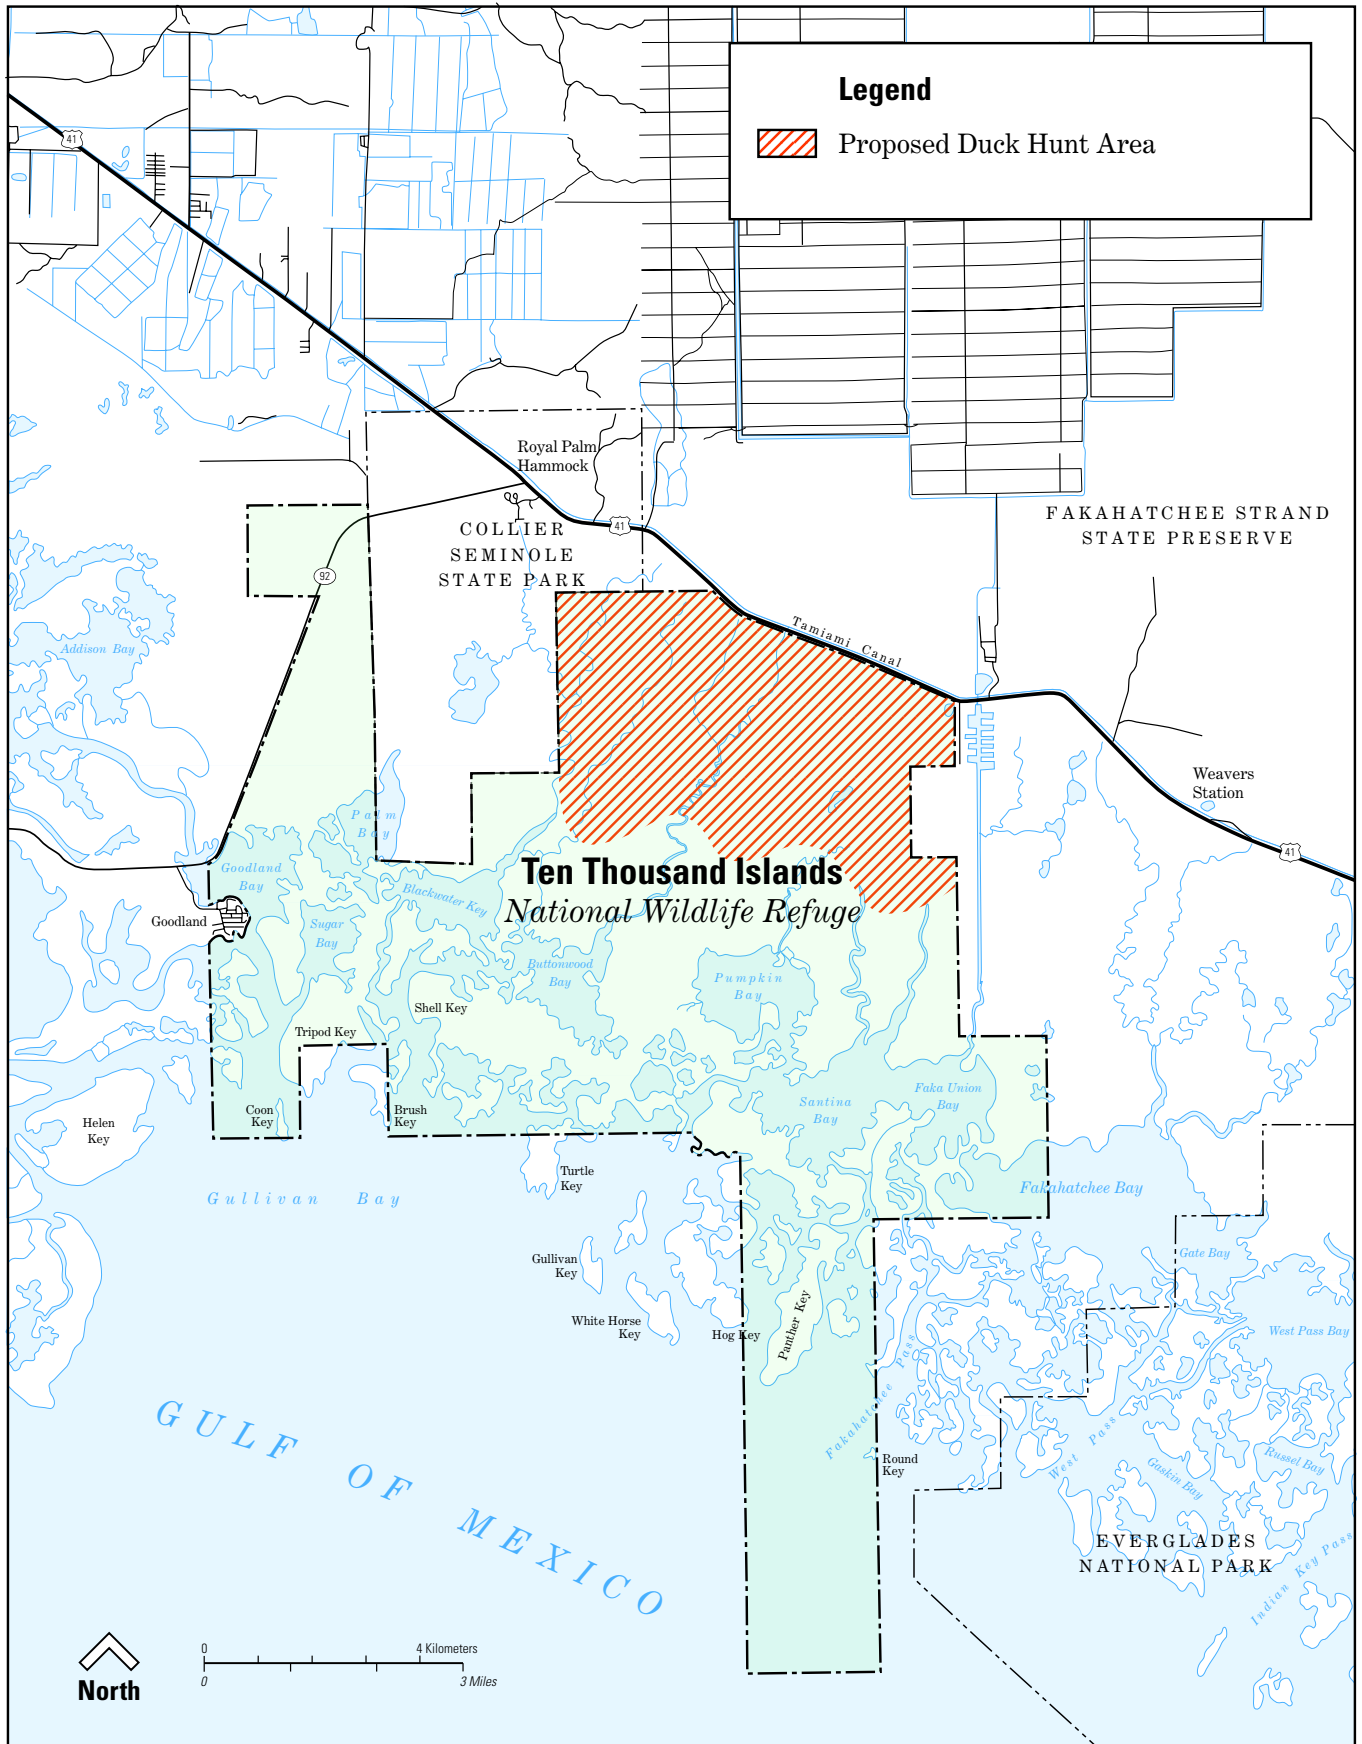 Legend
Proposed Duck Hunt Area
41
Royal Palm
Hammock
41
COLLIER
SEMINOLE
STATE PARK
FAKAHATCHEE STRAND
STATE PRESERVE
92
Tamiami Canal
Addison Bay
Weavers
Station
41
Palm
Bay
Goodland
Bay
Ten Thousand Islands
National Wildlife Refuge
Blackwater Key
Goodland
Sugar
Bay
Buttonwood
Bay
Pumpkin
Bay
Shell Key
Tripod Key
Faka Union
Bay
Santina
Bay
Helen
Key
Coon
Key
Brush
Key
Turtle
Key
Gullivan Bay
Fakahatchee Bay
Gate Bay
Gullivan
Key
White Horse
Key
Hog Key
Panther Key
West Pass Bay
Fakahatchee Pass
West Pass
Round
Key
Gaskin Bay
Russel Bay
GULF OF MEXICO
EVERGLADES
NATIONAL PARK
Indian Key Pass
North
0 4 Kilometers
0 3 Miles